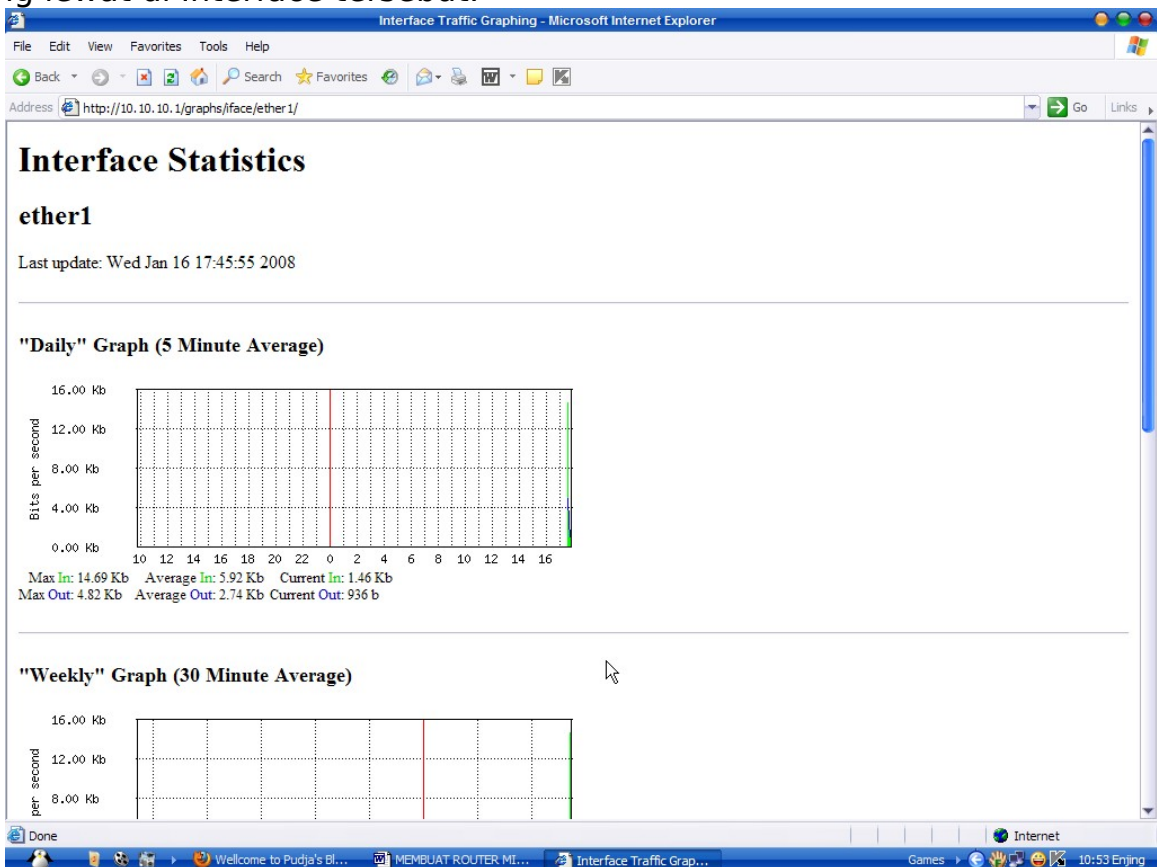 ng lewat di interface tersebut.
Interface Traffic Graphing - Microsoft Internet Explorer
File Edit View Favorites Tools Help
Back Search Favorites
Address http://10.10.10.1/graphs/iface/ether1/ Go Links
Interface Statistics
ether1
Last update: Wed Jan 16 17:45:55 2008
"Daily" Graph (5 Minute Average)
16.00 Kb
12.00 Kb
8.00 Kb
4.00 Kb
0.00 Kb
Bits per second
10 12 14 16 18 20 22 0 2 4 6 8 10 12 14 16
Max In: 14.69 Kb Average In: 5.92 Kb Current In: 1.46 Kb
Max Out: 4.82 Kb Average Out: 2.74 Kb Current Out: 936 b
"Weekly" Graph (30 Minute Average)
16.00 Kb
12.00 Kb
8.00 Kb
per second
Done Internet
Wellcome to Pudja's Bl... MEMBUAT ROUTER MI... Interface Traffic Grap... Games 10:53 Enjing